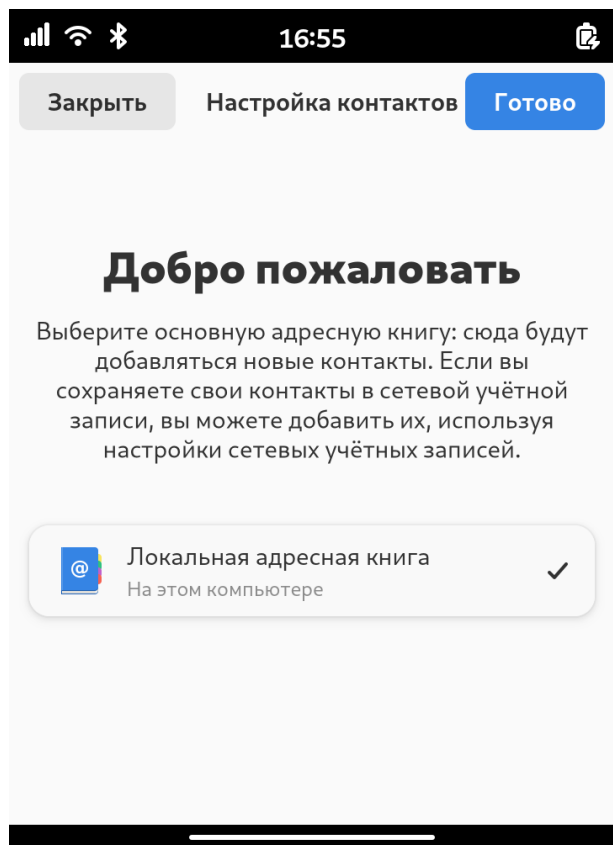 16:55
Закрыть Настройка контактов Готово
Добро пожаловать
Выберите основную адресную книгу: сюда будут
добавляться новые контакты. Если вы
сохраняете свои контакты в сетевой учётной
записи, вы можете добавить их, используя
настройки сетевых учётных записей.
@
Локальная адресная книга
На этом компьютере